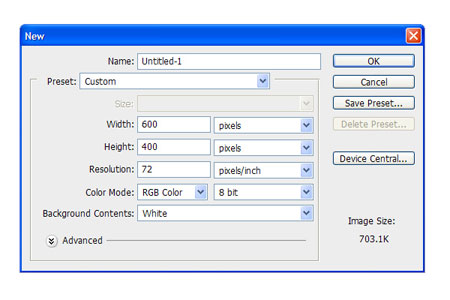 New
Name: Untitled-1 OK
Preset: Custom Cancel
Size: Save Preset...
Width: 600 pixels Delete Preset...
Height: 400 pixels
Resolution: 72 pixels/inch Device Central...
Color Mode: RGB Color 8 bit
Background Contents: White Image Size:
Advanced 703.1K